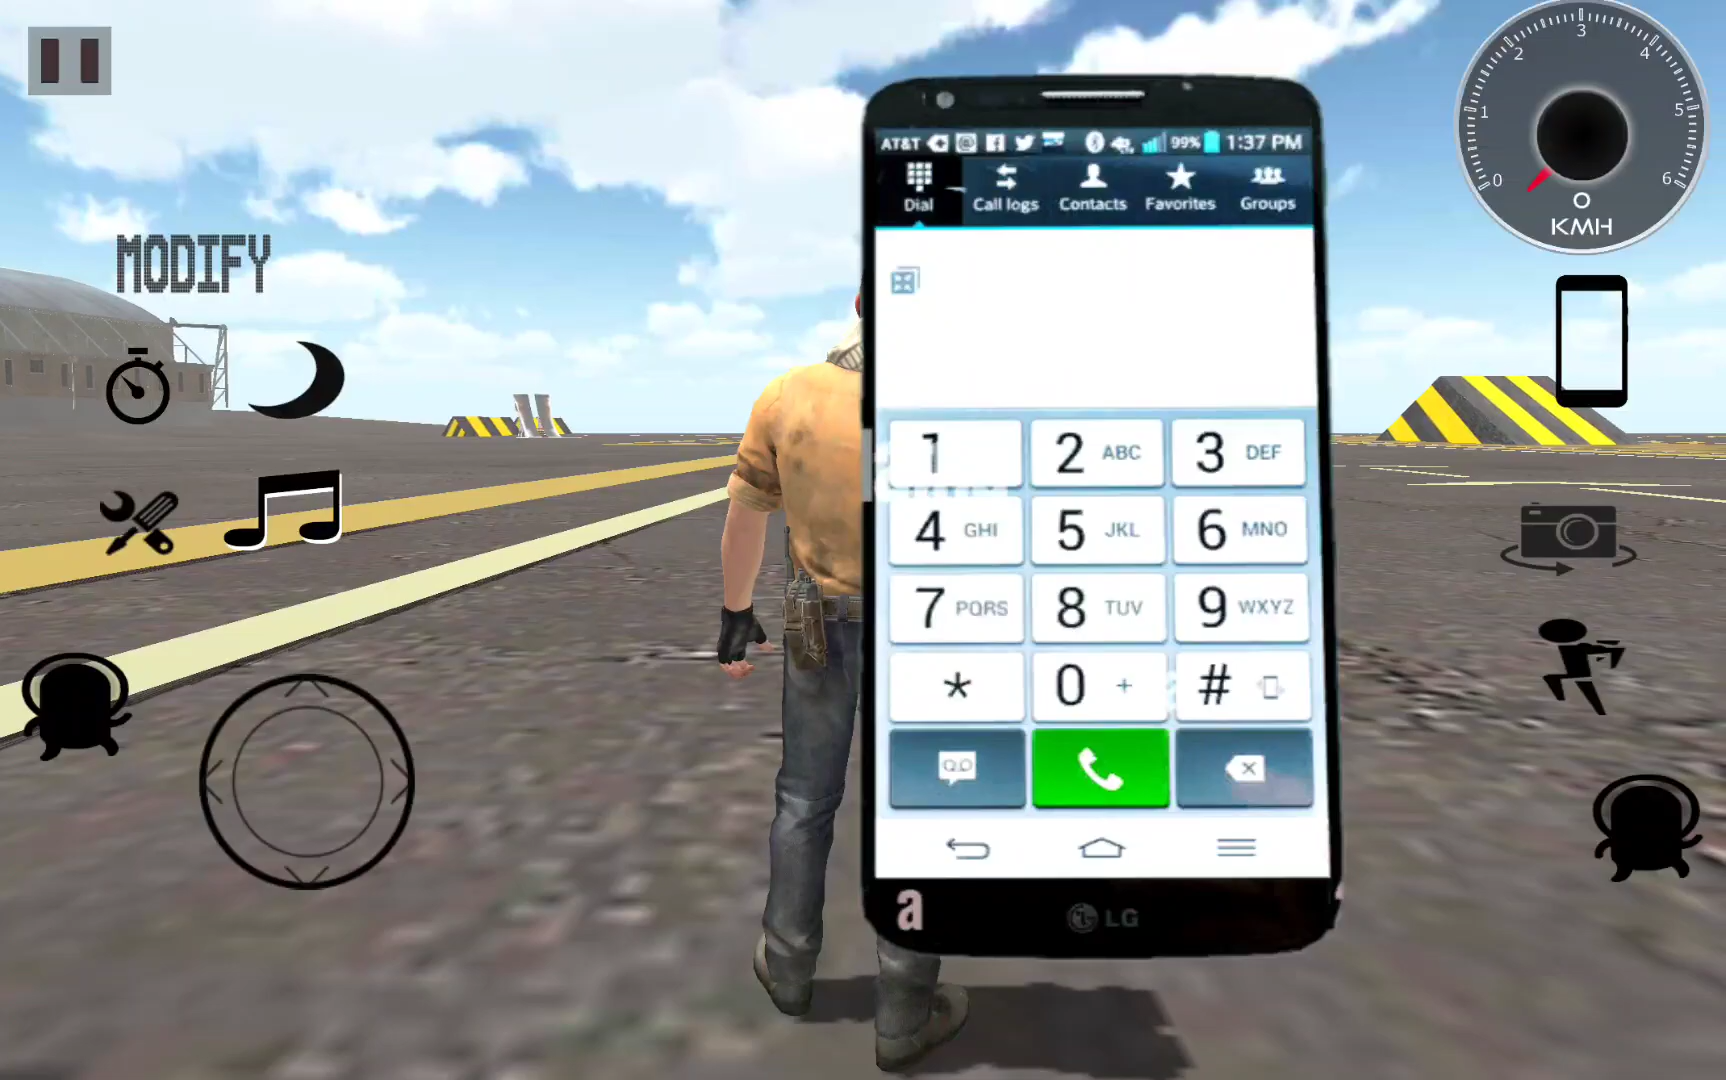 0 1 2 3 4 5 6
0
KMH
MODIFY
AT&T 99% 1:37 PM
Dial Call logs Contacts Favorites Groups
1 2 ABC 3 DEF
4 GHI 5 JKL 6 MNO
7 PQRS 8 TUV 9 WXYZ
* 0 + #
a
LG